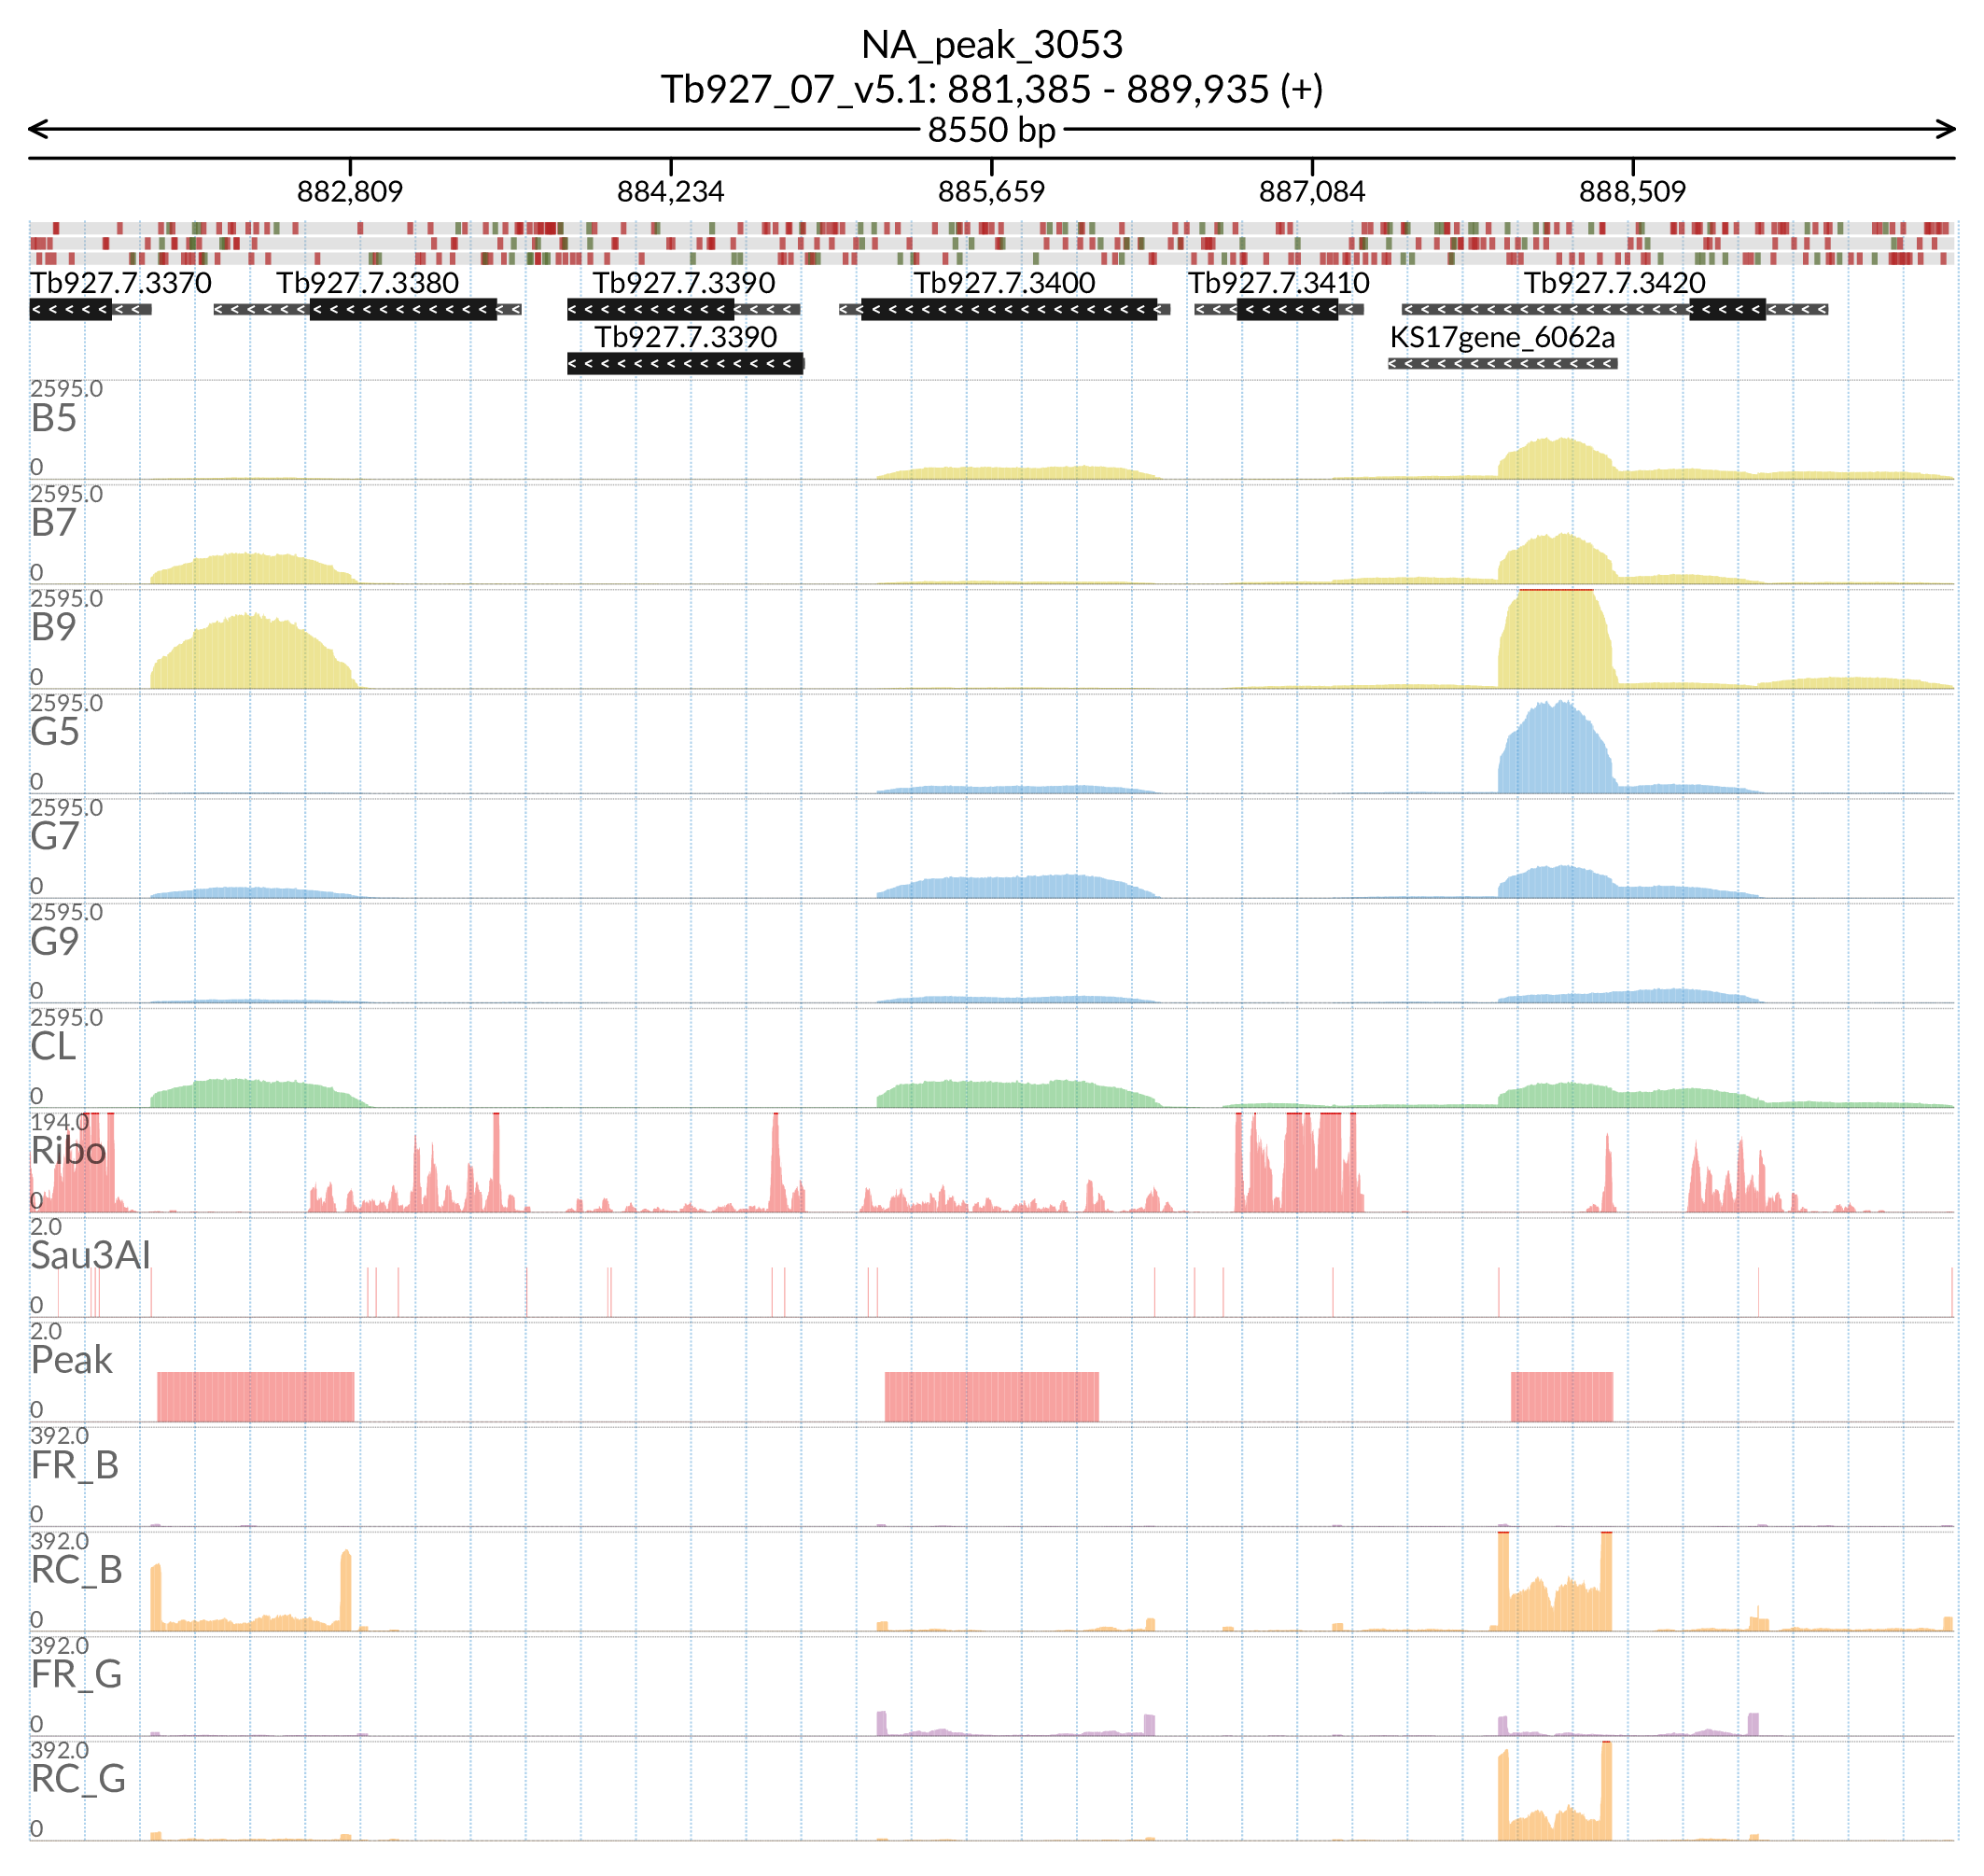 NA_peak_3053
Tb927_07_v5.1: 881,385 - 889,935 (+)
8550 bp
882,809 884,234 885,659 887,084 888,509
Tb927.7.3370 Tb927.7.3380 Tb927.7.3390 Tb927.7.3400 Tb927.7.3410 Tb927.7.3420
Tb927.7.3390 KS17gene_6062a
2595.0
B5
0
2595.0
B7
0
2595.0
B9
0
2595.0
G5
0
2595.0
G7
0
2595.0
G9
0
2595.0
CL
0
194.0
Ribo
0
2.0
Sau3AI
0
2.0
Peak
0
392.0
FR_B
0
392.0
RC_B
0
392.0
FR_G
0
392.0
RC_G
0